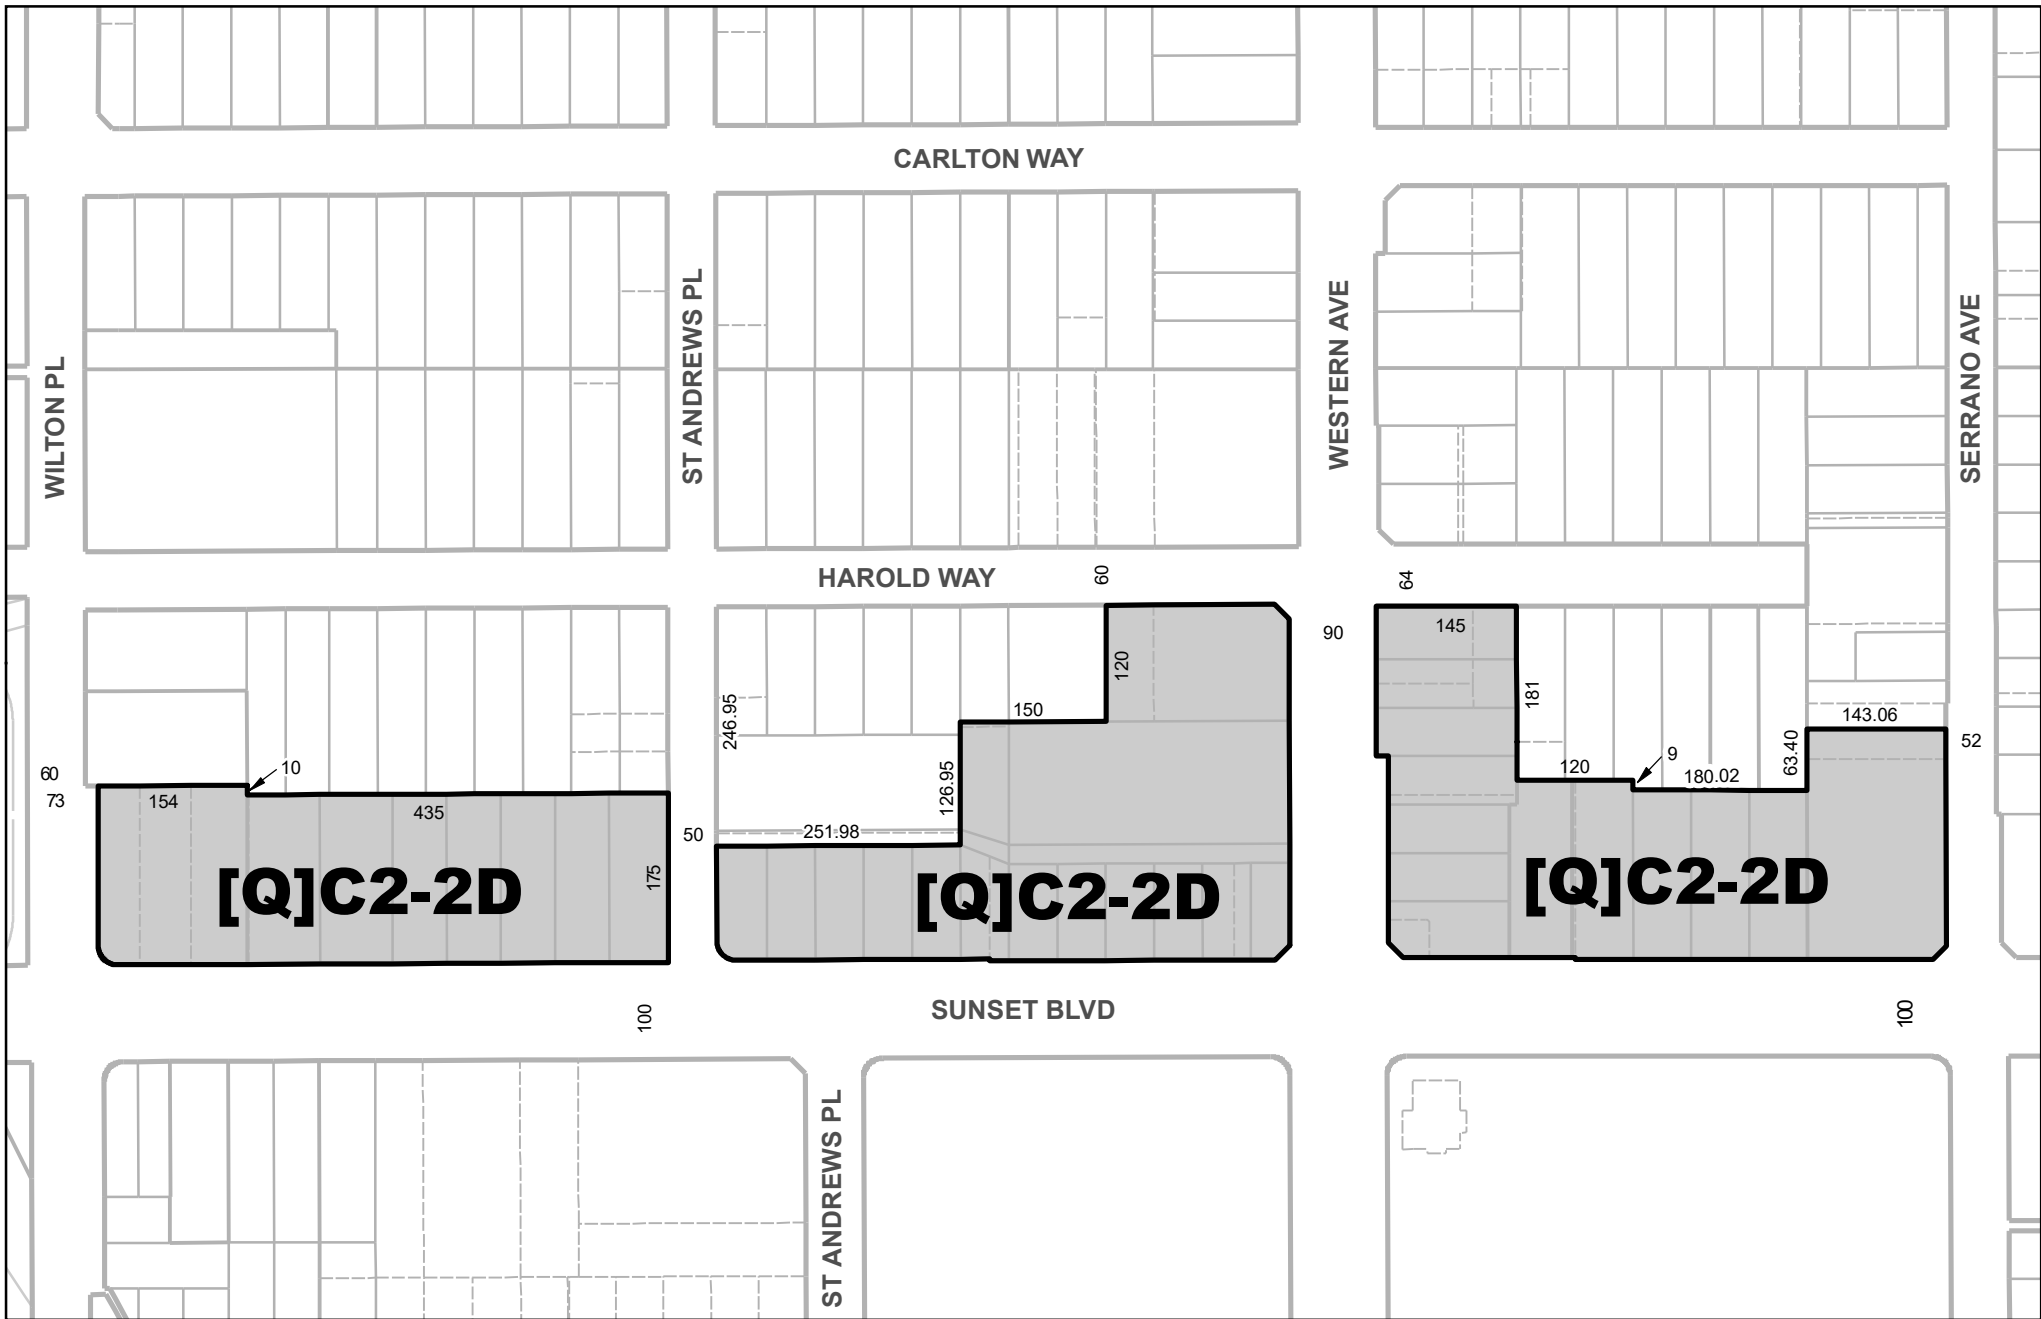 CARLTON WAY
WILTON PL
ST ANDREWS PL
WESTERN AVE
SERRANO AVE
HAROLD WAY
60
64
90
145
120
181
246.95
150
143.06
52
10
60
73
154
435
126.95
120
9
180.02
63.40
50
251.98
175
[Q]C2-2D
[Q]C2-2D
[Q]C2-2D
100
SUNSET BLVD
100
ST ANDREWS PL